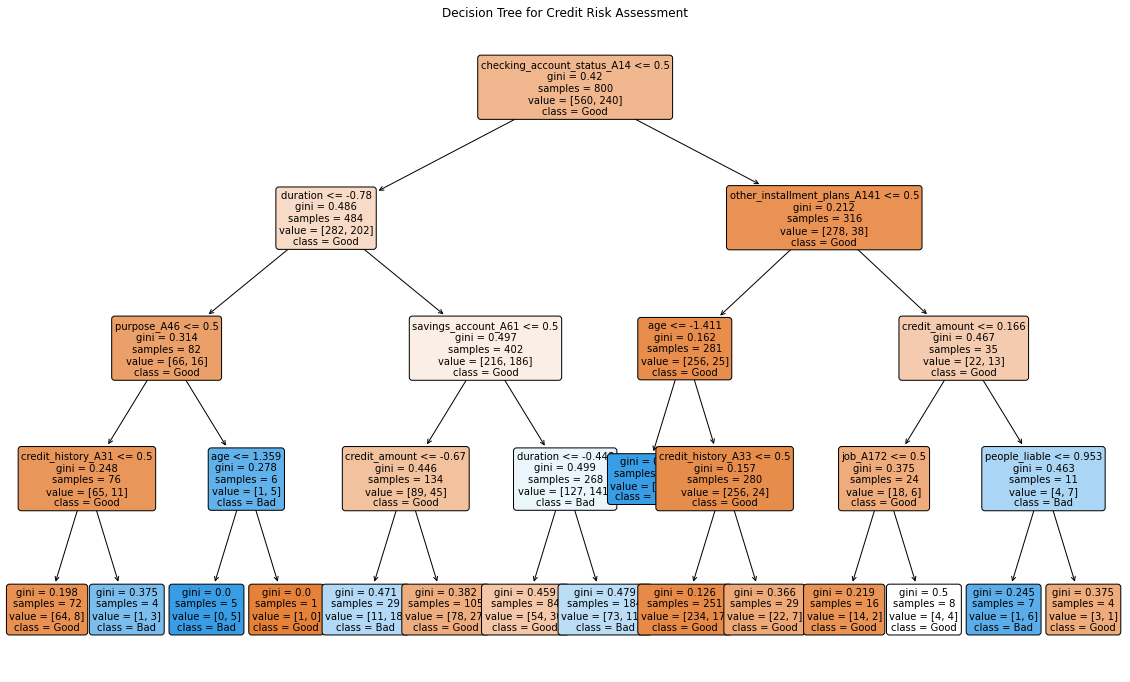 Decision Tree for Credit Risk Assessment
checking_account_status_A14 <= 0.5
gini = 0.42
samples = 800
value = [560, 240]
class = Good
duration <= -0.78
gini = 0.486
samples = 484
value = [282, 202]
class = Good
other_installment_plans_A141 <= 0.5
gini = 0.212
samples = 316
value = [278, 38]
class = Good
purpose_A46 <= 0.5
gini = 0.314
samples = 82
value = [66, 16]
class = Good
savings_account_A61 <= 0.5
gini = 0.497
samples = 402
value = [216, 186]
class = Good
age <= -1.411
gini = 0.162
samples = 281
value = [256, 25]
class = Good
credit_amount <= 0.166
gini = 0.467
samples = 35
value = [22, 13]
class = Good
credit_history_A31 <= 0.5
gini = 0.248
samples = 76
value = [65, 11]
class = Good
age <= 1.359
gini = 0.278
samples = 6
value = [1, 5]
class = Bad
credit_amount <= -0.67
gini = 0.446
samples = 134
value = [89, 45]
class = Good
duration <=
gini = 0.499
samples = 268
value = [127, 141
class = Bad
gini =
class =
credit_history_A33 <= 0.5
gini = 0.157
samples = 280
value = [256, 24]
class = Good
job_A172 <= 0.5
gini = 0.375
samples = 24
value = [18, 6]
class = Good
people_liable <= 0.953
gini = 0.463
samples = 11
value = [4, 7]
class = Bad
gini = 0.198
samples = 72
value = [64, 8]
class = Good
gini = 0.375
samples = 4
value = [1, 3]
class = Bad
gini = 0.0
samples = 5
value = [0, 5]
class = Bad
gini = 0.0
samples = 1
value = [1, 0]
class = Good
gini = 0.471
samples = 29
value = [11, 18
class = Bad
gini = 0.382
samples = 105
value = [78, 27
class = Good
gini = 0.459
samples = 84
value = [54,
class = Good
gini = 0.479
samples = 184
value = [73,
class = Bad
gini = 0.126
samples = 251
value = [234, 17
class = Good
gini = 0.366
samples = 29
value = [22, 7]
class = Good
gini = 0.219
samples = 16
value = [14, 2]
class = Good
gini = 0.5
samples = 8
value = [4, 4]
class = Good
gini = 0.245
samples = 7
value = [1, 6]
class = Bad
gini = 0.375
samples = 4
value = [3, 1]
class = Good